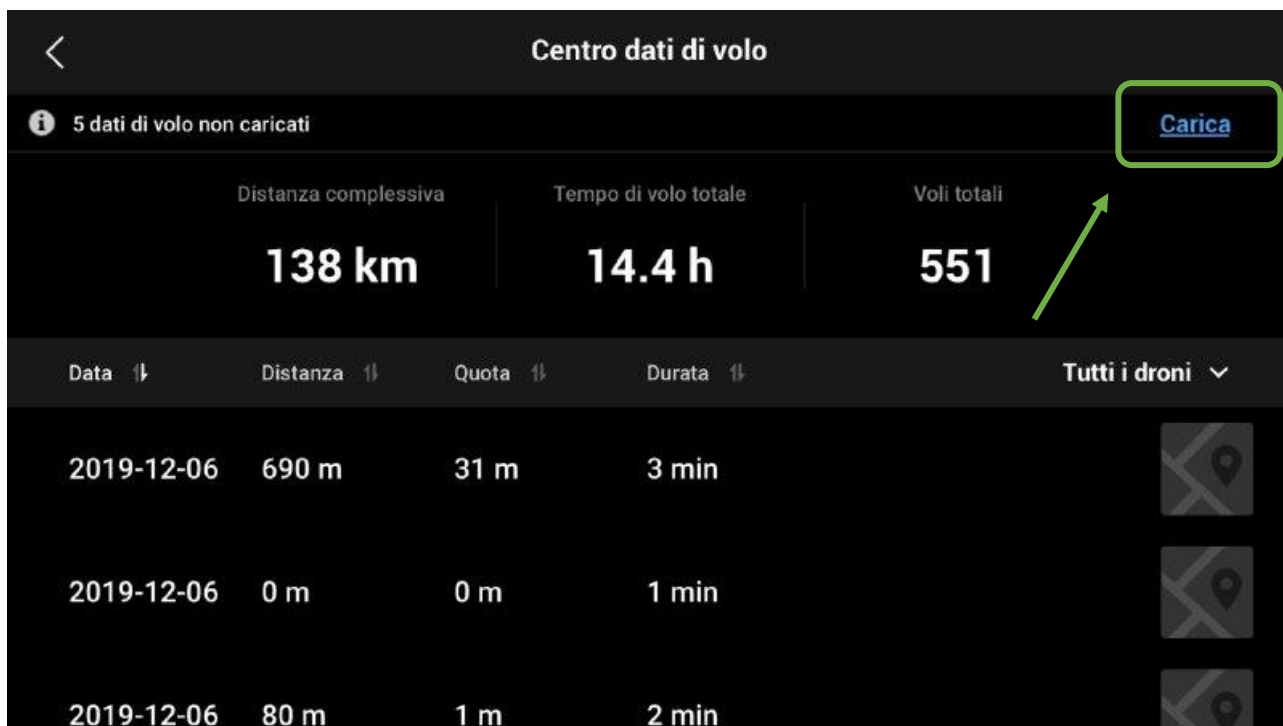 Centro dati di volo
5 dati di volo non caricati Carica
Distanza complessiva Tempo di volo totale Voli totali
138 km 14.4 h 551
Data Distanza Quota Durata Tutti i droni
2019-12-06 690 m 31 m 3 min
2019-12-06 0 m 0 m 1 min
2019-12-06 80 m 1 m 2 min